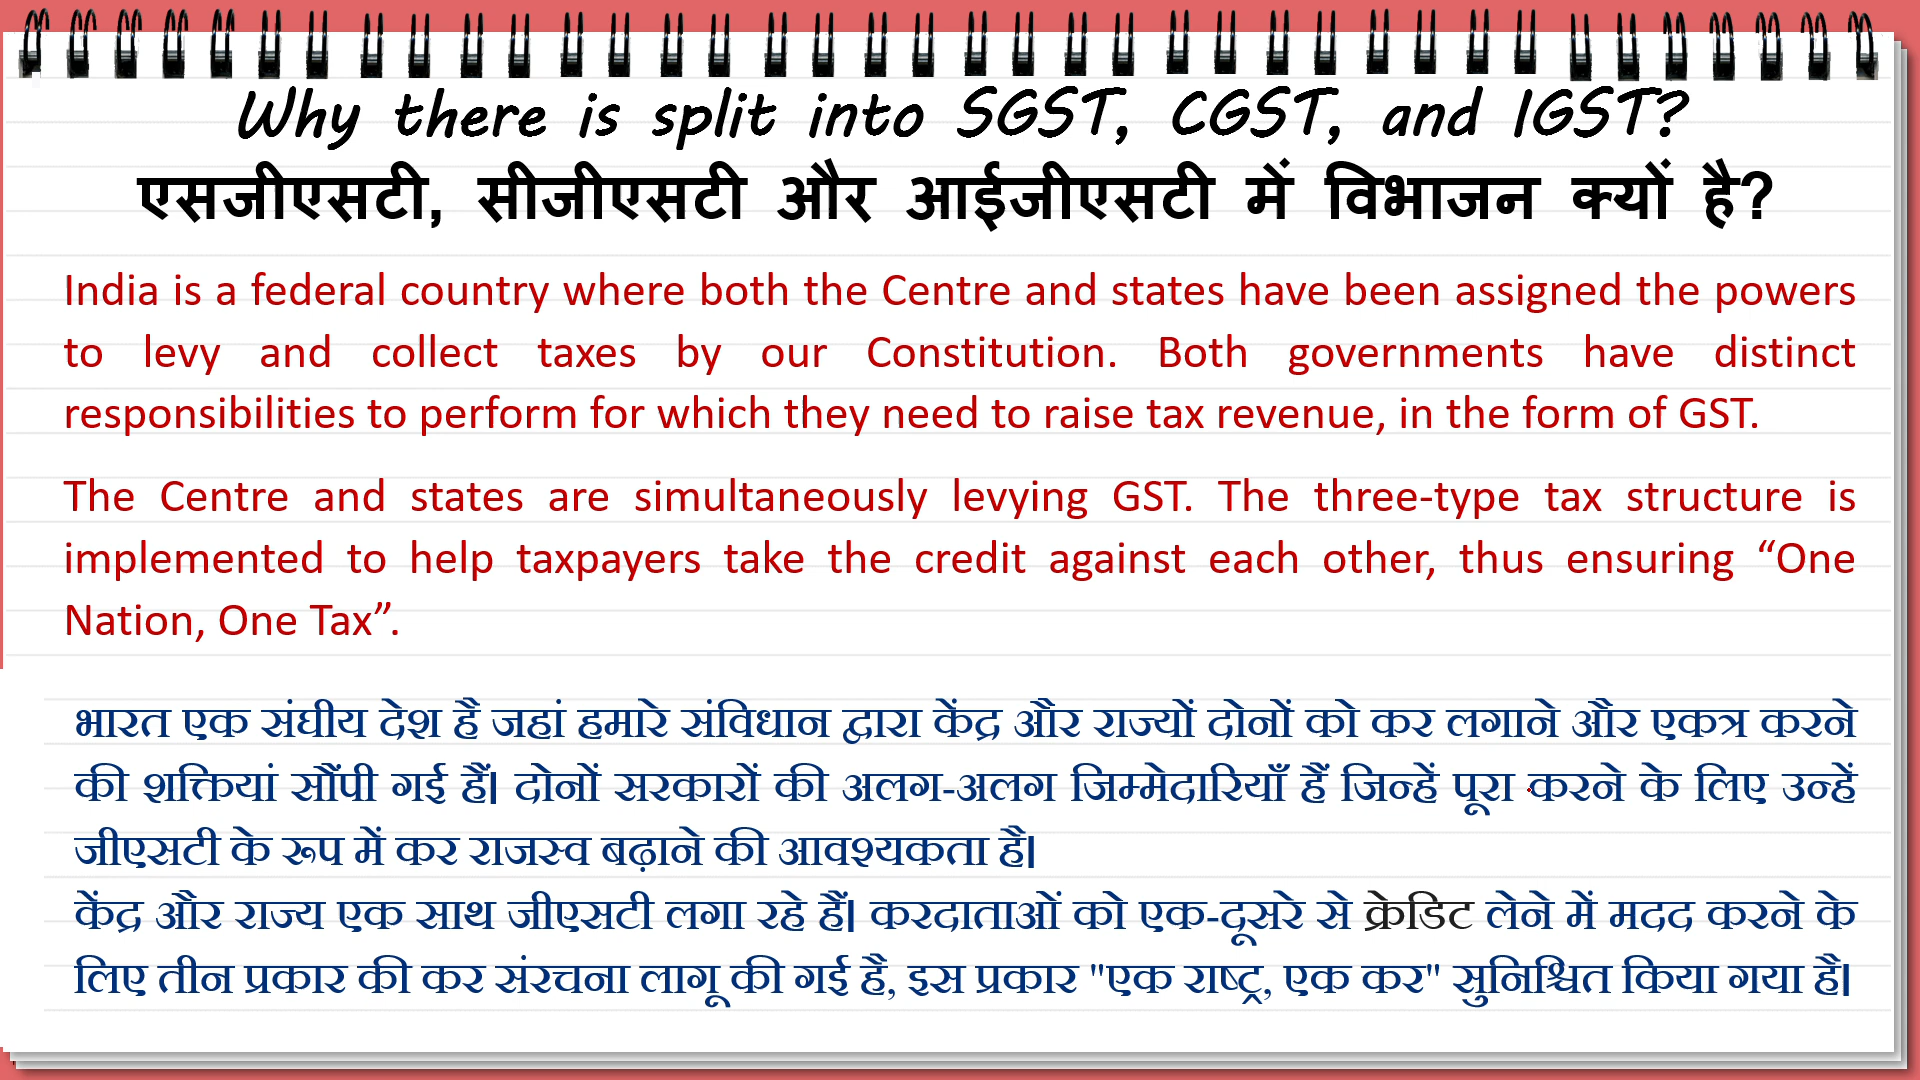 Why there is split into SGST, CGST, and IGST?
एसजीएसटी, सीजीएसटी और आईजीएसटी में विभाजन क्यों है?
India is a federal country where both the Centre and states have been assigned the powers
to levy and collect taxes by our Constitution. Both governments have distinct
responsibilities to perform for which they need to raise tax revenue, in the form of GST.
The Centre and states are simultaneously levying GST. The three-type tax structure is
implemented to help taxpayers take the credit against each other, thus ensuring “One
Nation, One Tax”.
भारत एक संघीय देश है जहां हमारे संविधान द्वारा केंद्र और राज्यों दोनों को कर लगाने और एकत्र करने
की शक्तियां सौंपी गई हैं। दोनों सरकारों की अलग-अलग जिम्मेदारियाँ हैं जिन्हें पूरा करने के लिए उन्हें
जीएसटी के रूप में कर राजस्व बढ़ाने की आवश्यकता है।
केंद्र और राज्य एक साथ जीएसटी लगा रहे हैं। करदाताओं को एक-दूसरे से क्रेडिट लेने में मदद करने के
लिए तीन प्रकार की कर संरचना लागू की गई है, इस प्रकार "एक राष्ट्र, एक कर" सुनिश्चित किया गया है।